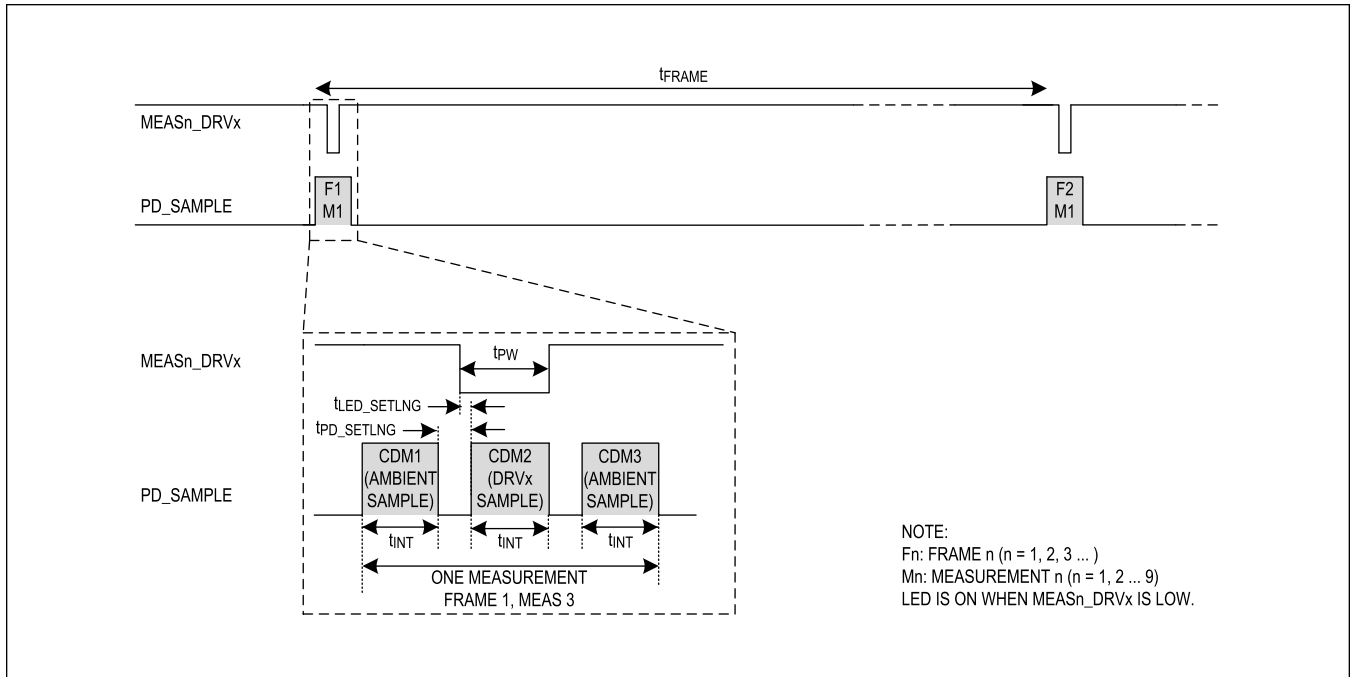 tFRAME
MEASn_DRVx
F1
M1
F2
M1
PD_SAMPLE
MEASn_DRVx
tPW
tLED_SETLNG
tPD_SETLNG
CDM1
(AMBIENT
SAMPLE)
CDM2
(DRVx
SAMPLE)
CDM3
(AMBIENT
SAMPLE)
PD_SAMPLE
tINT
tINT
tINT
ONE MEASUREMENT
FRAME 1, MEAS 3
NOTE:
Fn: FRAME n (n = 1, 2, 3 ... )
Mn: MEASUREMENT n (n = 1, 2 ... 9)
LED IS ON WHEN MEASn_DRVx IS LOW.